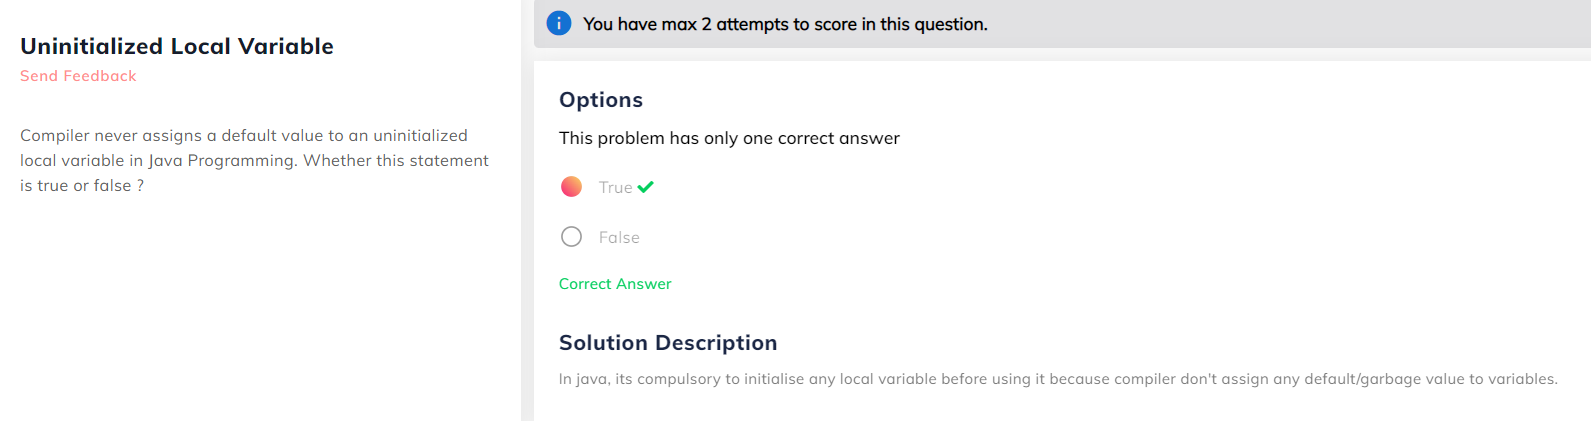 Uninitialized Local Variable
Send Feedback
Compiler never assigns a default value to an uninitialized
local variable in Java Programming. Whether this statement
is true or false ?
You have max 2 attempts to score in this question.
Options
This problem has only one correct answer
True
False
Correct Answer
Solution Description
In java, its compulsory to initialise any local variable before using it because compiler don't assign any default/garbage value to variables.